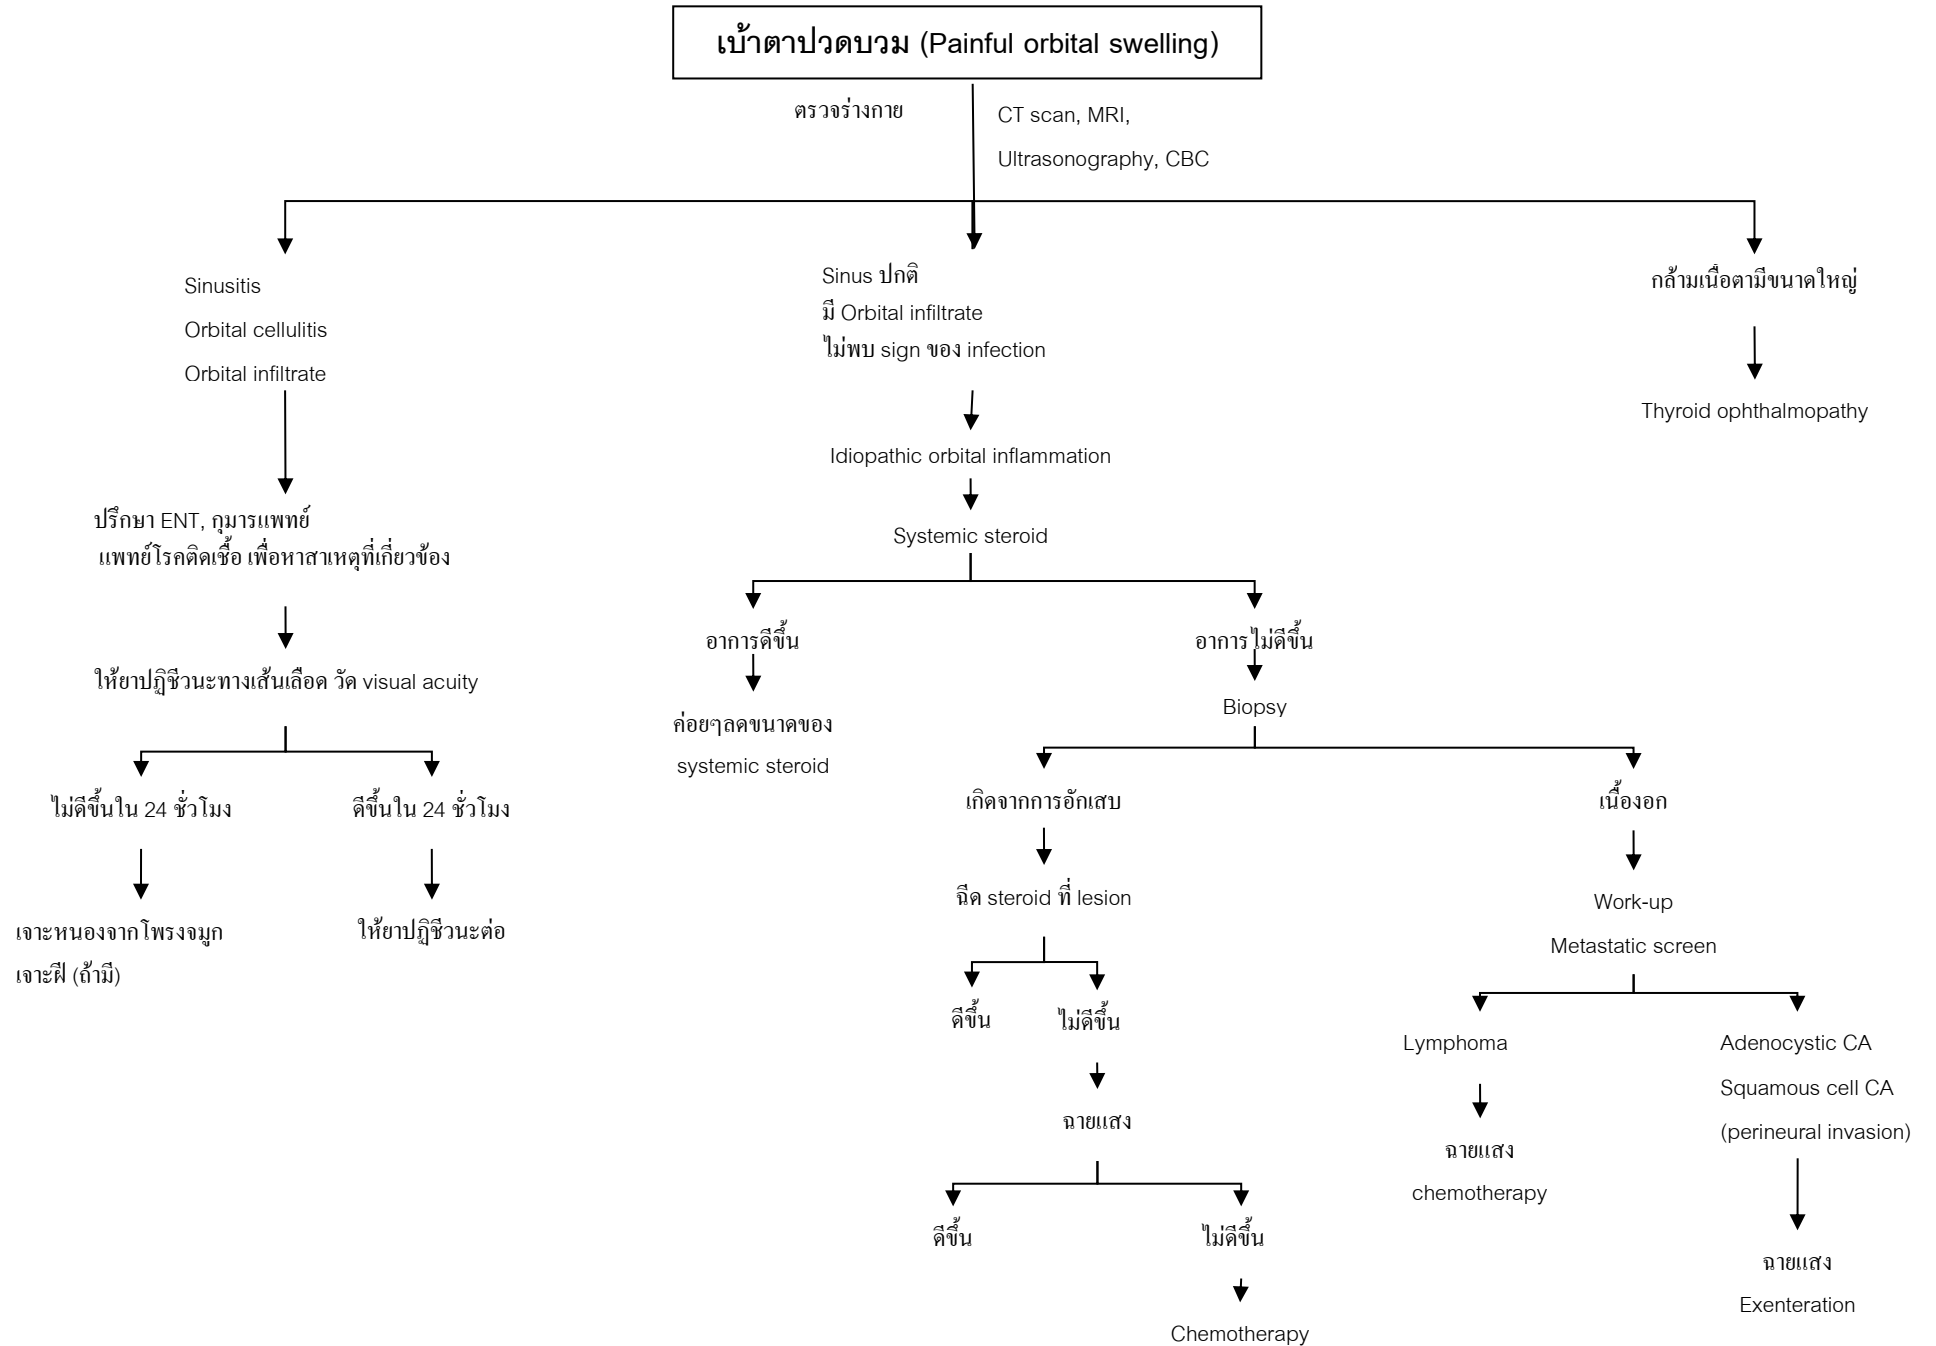 เบ้าตาปวดบวม (Painful orbital swelling)
ตรวจร่างกาย
CT scan, MRI,
Ultrasonography, CBC
Sinusitis
Orbital cellulitis
Orbital infiltrate
ปรึกษา ENT, กุมารแพทย์
แพทย์โรคติดเชื้อ เพื่อหาสาเหตุที่เกี่ยวข้อง
ให้ยาปฏิชีวนะทางเส้นเลือด วัด visual acuity
ไม่ดีขึ้นใน 24 ชั่วโมง
เจาะหนองจากโพรงจมูก
เจาะฝี (ถ้ามี)
ดีขึ้นใน 24 ชั่วโมง
ให้ยาปฏิชีวนะต่อ
Sinus ปกติ
มี Orbital infiltrate
ไม่พบ sign ของ infection
Idiopathic orbital inflammation
Systemic steroid
อาการดีขึ้น
ค่อยๆลดขนาดของ
systemic steroid
อาการไม่ดีขึ้น
Biopsy
เกิดจากการอักเสบ
ฉีด steroid ที่ lesion
ดีขึ้น
ไม่ดีขึ้น
ฉายแสง
ดีขึ้น
ไม่ดีขึ้น
Chemotherapy
เนื้องอก
Work-up
Metastatic screen
Lymphoma
ฉายแสง
chemotherapy
Adenocystic CA
Squamous cell CA
(perineural invasion)
ฉายแสง
Exenteration
กล้ามเนื้อตามีขนาดใหญ่
Thyroid ophthalmopathy